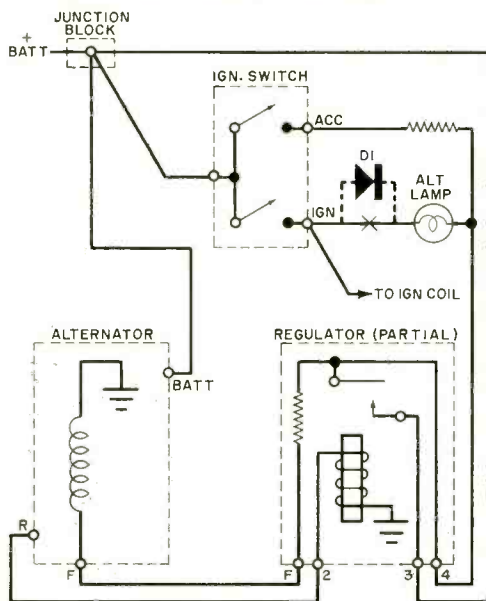 JUNCTION
BLOCK
+
BATT
IGN. SWITCH
ACC
D1
ALT
LAMP
IGN
TO IGN COIL
ALTERNATOR
REGULATOR (PARTIAL)
BATT
R
F
F
2
3
4